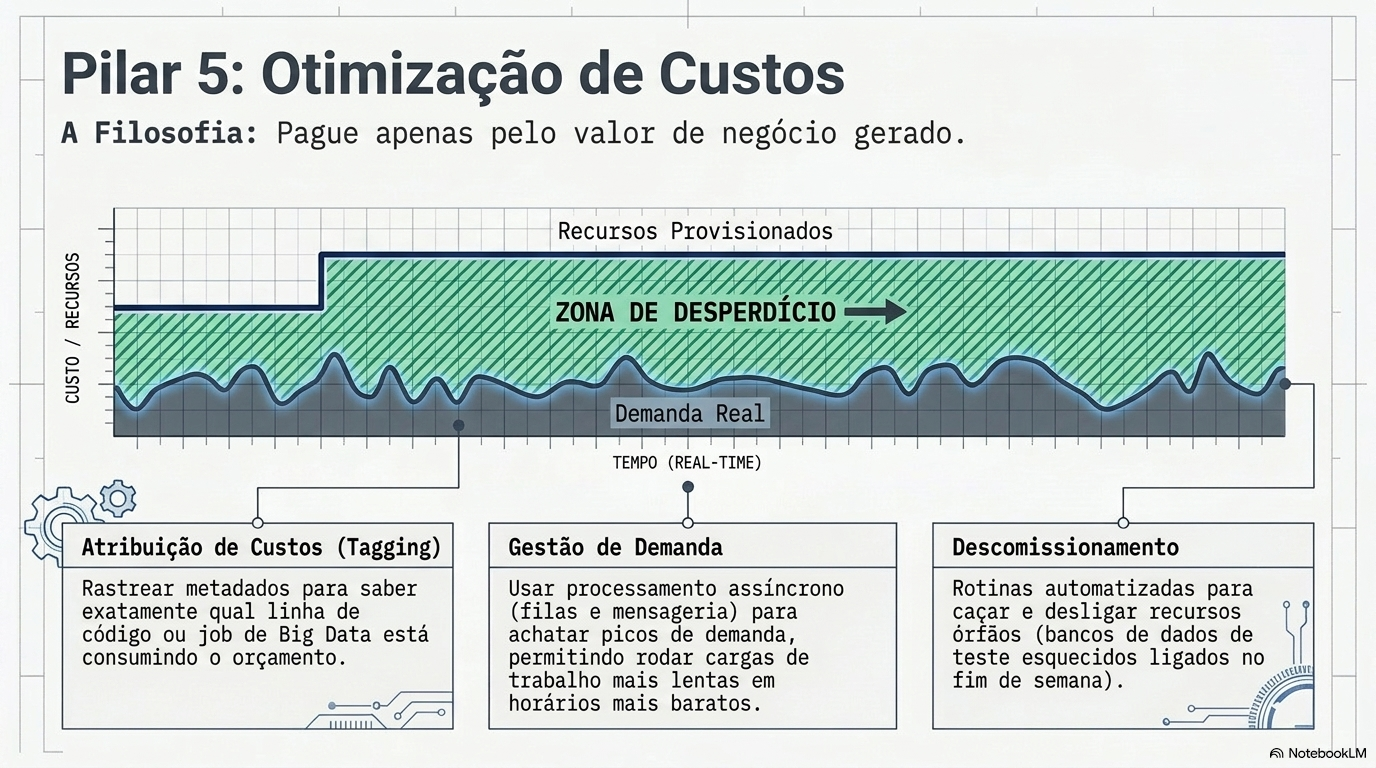 Pilar 5: Otimização de Custos
A Filosofia: Pague apenas pelo valor de negócio gerado.
CUSTO / RECURSOS
Recursos Provisionados
ZONA DE DESPERDÍCIO
Demanda Real
TEMPO (REAL-TIME)
Atribuição de Custos (Tagging)
Rastrear metadados para saber
exatamente qual linha de
código ou job de Big Data está
consumindo o orçamento.
Gestão de Demanda
Usar processamento assíncrono
(filas e mensageria) para
achatar picos de demanda,
permitindo rodar cargas de
trabalho mais lentas em
horários mais baratos.
Descomissionamento
Rotinas automatizadas para
caçar e desligar recursos
órfãos (bancos de dados de
teste esquecidos ligados no
fim de semana).
NotebookLM